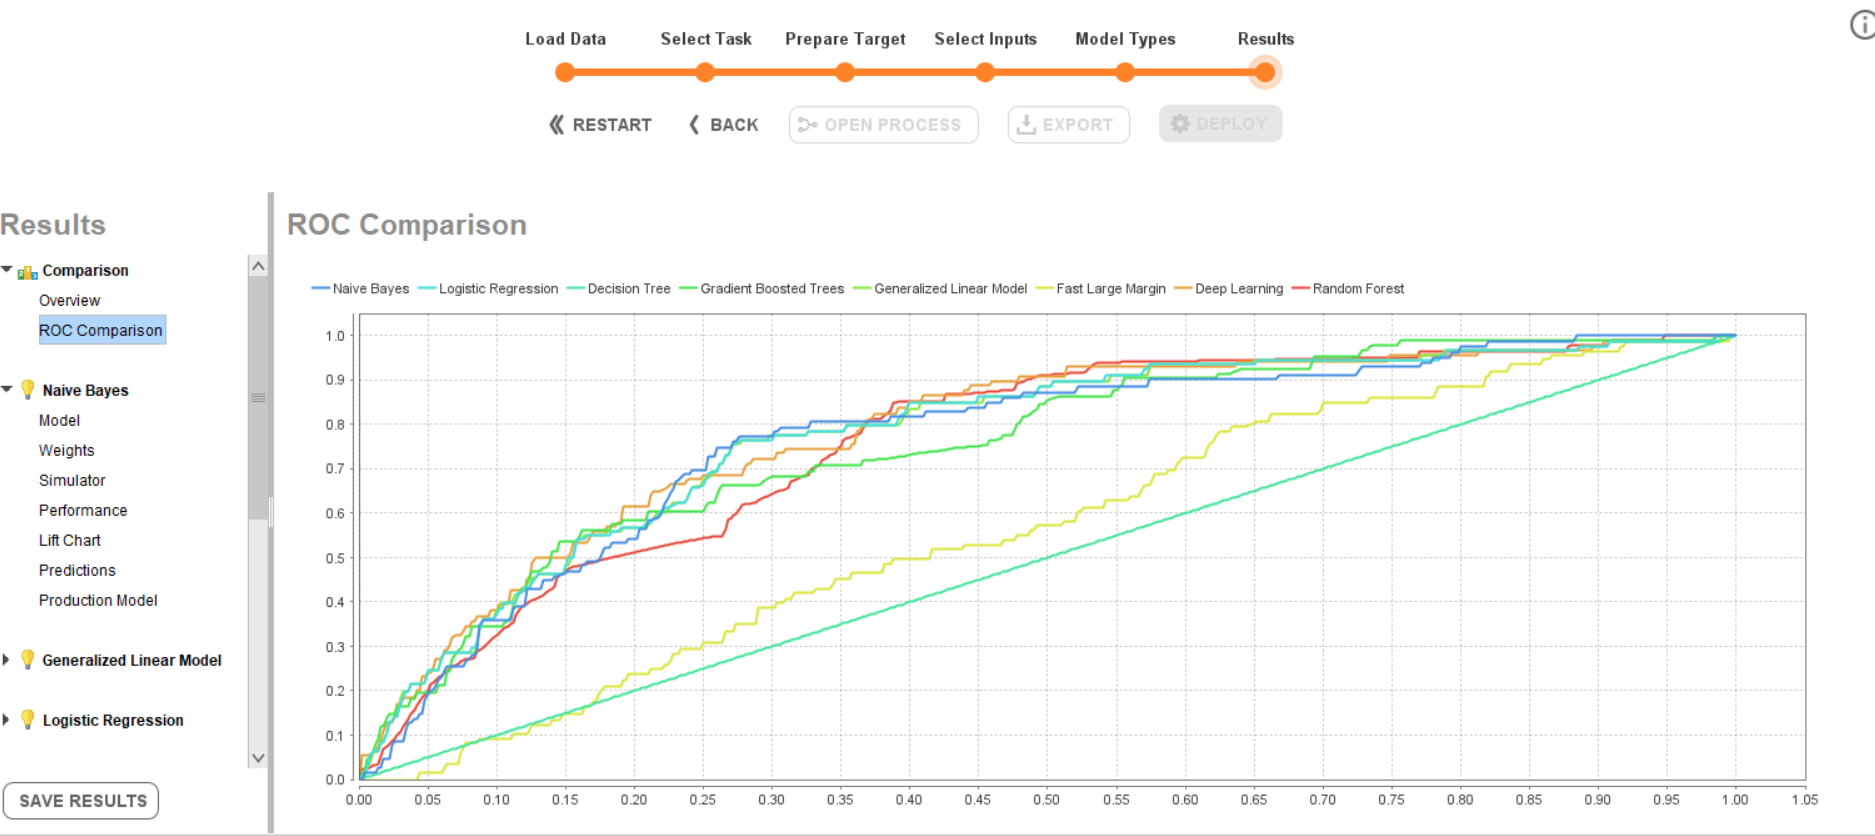 Load Data Select Task Prepare Target Select Inputs Model Types Results
RESTART BACK OPEN PROCESS EXPORT DEPLOY
Results
Comparison
Overview
ROC Comparison
Naive Bayes
Model
Weights
Simulator
Performance
Lift Chart
Predictions
Production Model
Generalized Linear Model
Logistic Regression
SAVE RESULTS
ROC Comparison
Naive Bayes Logistic Regression Decision Tree Gradient Boosted Trees Generalized Linear Model Fast Large Margin Deep Learning Random Forest
1.0
0.9
0.8
0.7
0.6
0.5
0.4
0.3
0.2
0.1
0.0
0.00 0.05 0.10 0.15 0.20 0.25 0.30 0.35 0.40 0.45 0.50 0.55 0.60 0.65 0.70 0.75 0.80 0.85 0.90 0.95 1.00 1.05